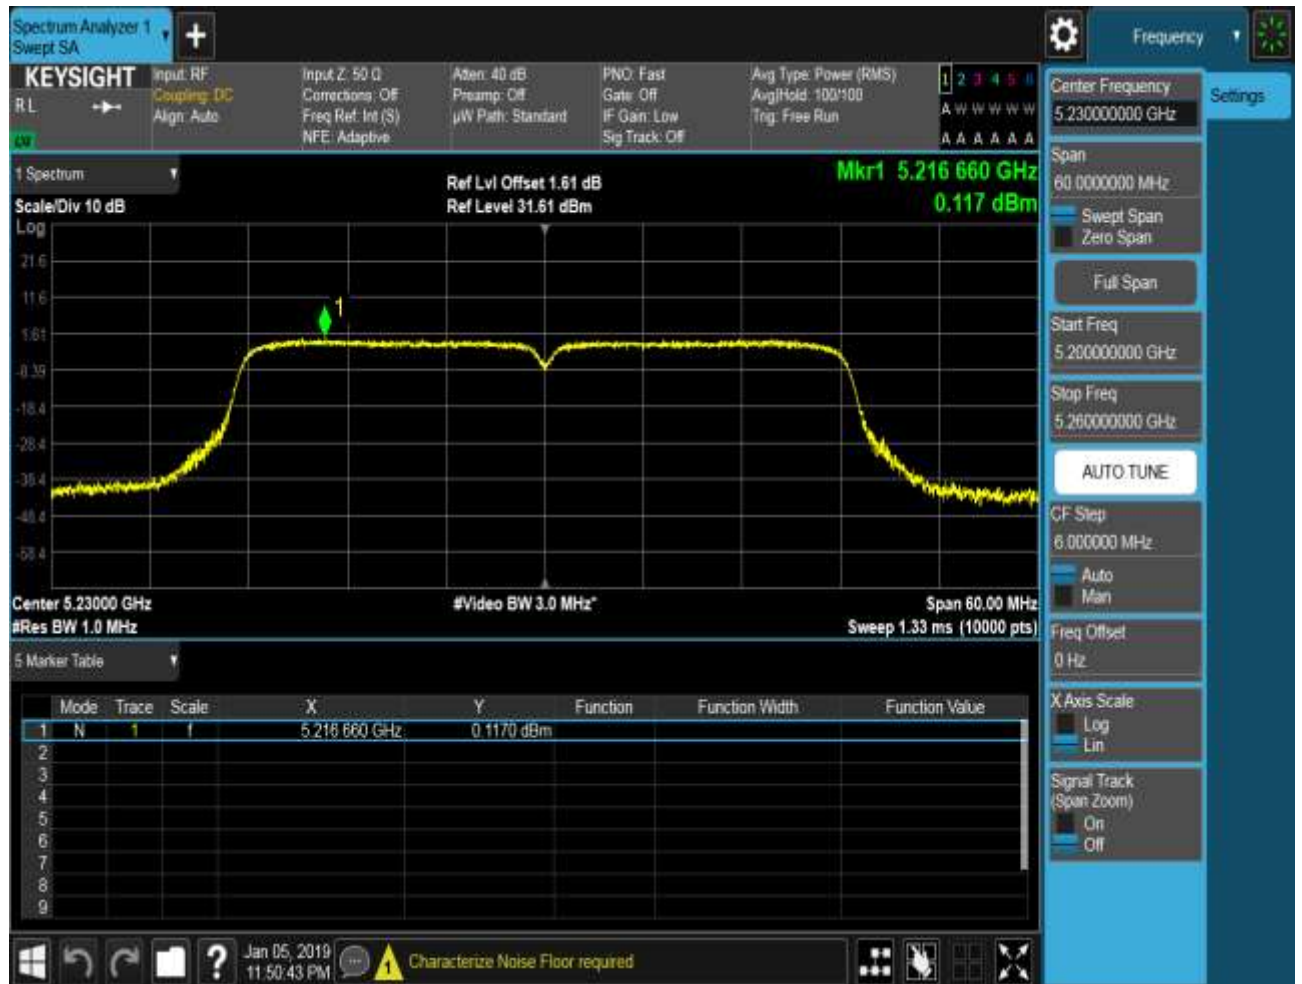 Spectrum Analyzer 1
Swept SA
Frequency
KEYSIGHT
RL
Input: RF
Coupling: DC
Align: Auto
Input Z: 50 Ω
Corrections: Off
Freq Ref: Int (S)
NFE: Adaptive
Atten: 40 dB
Preamp: Off
µW Path: Standard
PNO: Fast
Gate: Off
IF Gain: Low
Sig Track: Off
Avg Type: Power (RMS)
Avg|Hold: 100/100
Trig: Free Run
1 2 3 4 5 6
A W W W W W
A A A A A A
Center Frequency
5.230000000 GHz
Settings
Span
60.0000000 MHz
Swept Span
Zero Span
Full Span
Start Freq
5.200000000 GHz
Stop Freq
5.260000000 GHz
AUTO TUNE
CF Step
6.000000 MHz
Auto
Man
Freq Offset
0 Hz
X Axis Scale
Log
Lin
Signal Track
(Span Zoom)
On
Off
1 Spectrum
Scale/Div 10 dB
Log
Ref Lvl Offset 1.61 dB
Ref Level 31.61 dBm
Mkr1 5.216 660 GHz
0.117 dBm
21.6
11.6
1.61
-8.39
-18.4
-28.4
-38.4
-48.4
-58.4
1
Center 5.23000 GHz
#Res BW 1.0 MHz
#Video BW 3.0 MHz*
Span 60.00 MHz
Sweep 1.33 ms (10000 pts)
5 Marker Table
Mode Trace Scale X Y Function Function Width Function Value
1 N 1 f 5.216 660 GHz 0.1170 dBm
2
3
4
5
6
7
8
9
Jan 05, 2019
11:50:43 PM
Characterize Noise Floor required